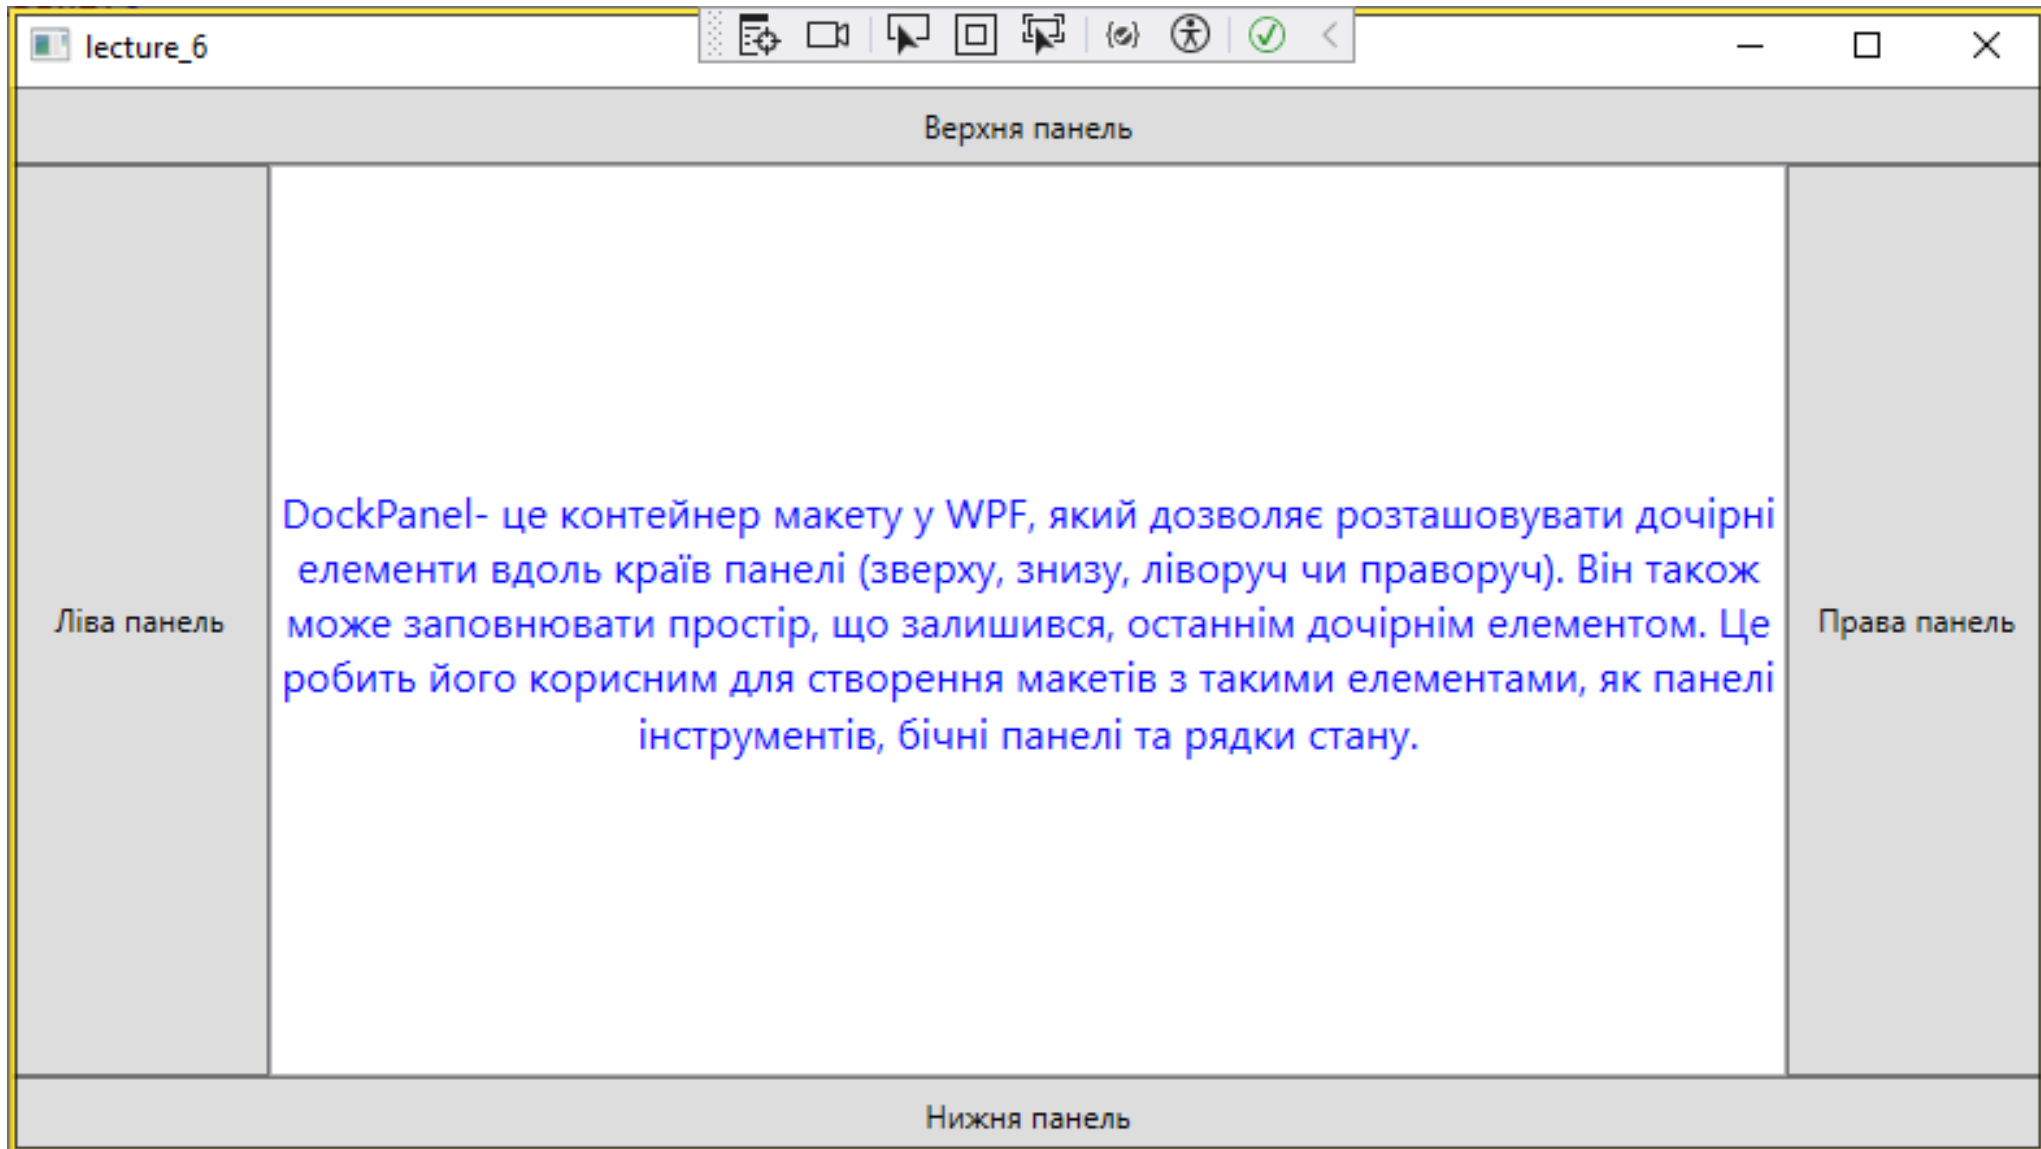 lecture_6
Верхня панель
Ліва панель
DockPanel- це контейнер макету у WPF, який дозволяє розташовувати дочірні
елементи вдоль країв панелі (зверху, знизу, ліворуч чи праворуч). Він також
може заповнювати простір, що залишився, останнім дочірнім елементом. Це
робить його корисним для створення макетів з такими елементами, як панелі
інструментів, бічні панелі та рядки стану.
Права панель
Нижня панель